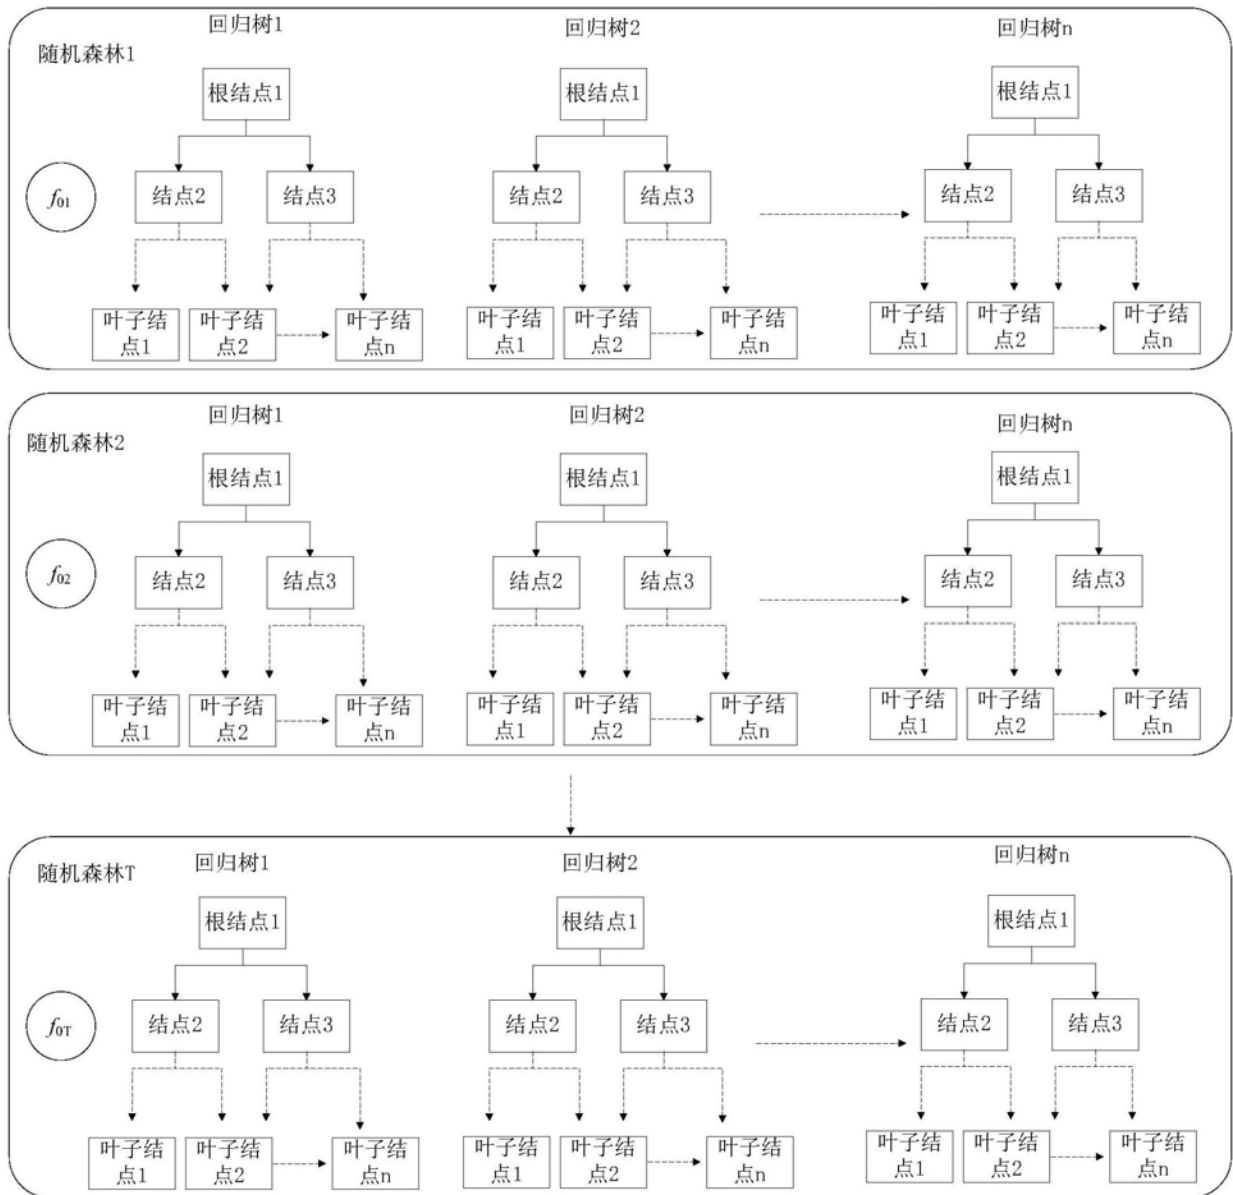 回归树1
回归树2
回归树n
随机森林1
根结点1
根结点1
根结点1
f01
结点2
结点3
结点2
结点3
结点2
结点3
叶子结
点1
叶子结
点2
叶子结
点n
叶子结
点1
叶子结
点2
叶子结
点n
叶子结
点1
叶子结
点2
叶子结
点n
回归树1
回归树2
回归树n
随机森林2
根结点1
根结点1
根结点1
f02
结点2
结点3
结点2
结点3
结点2
结点3
叶子结
点1
叶子结
点2
叶子结
点n
叶子结
点1
叶子结
点2
叶子结
点n
叶子结
点1
叶子结
点2
叶子结
点n
回归树1
回归树2
回归树n
随机森林T
根结点1
根结点1
根结点1
f0T
结点2
结点3
结点2
结点3
结点2
结点3
叶子结
点1
叶子结
点2
叶子结
点n
叶子结
点1
叶子结
点2
叶子结
点n
叶子结
点1
叶子结
点2
叶子结
点n